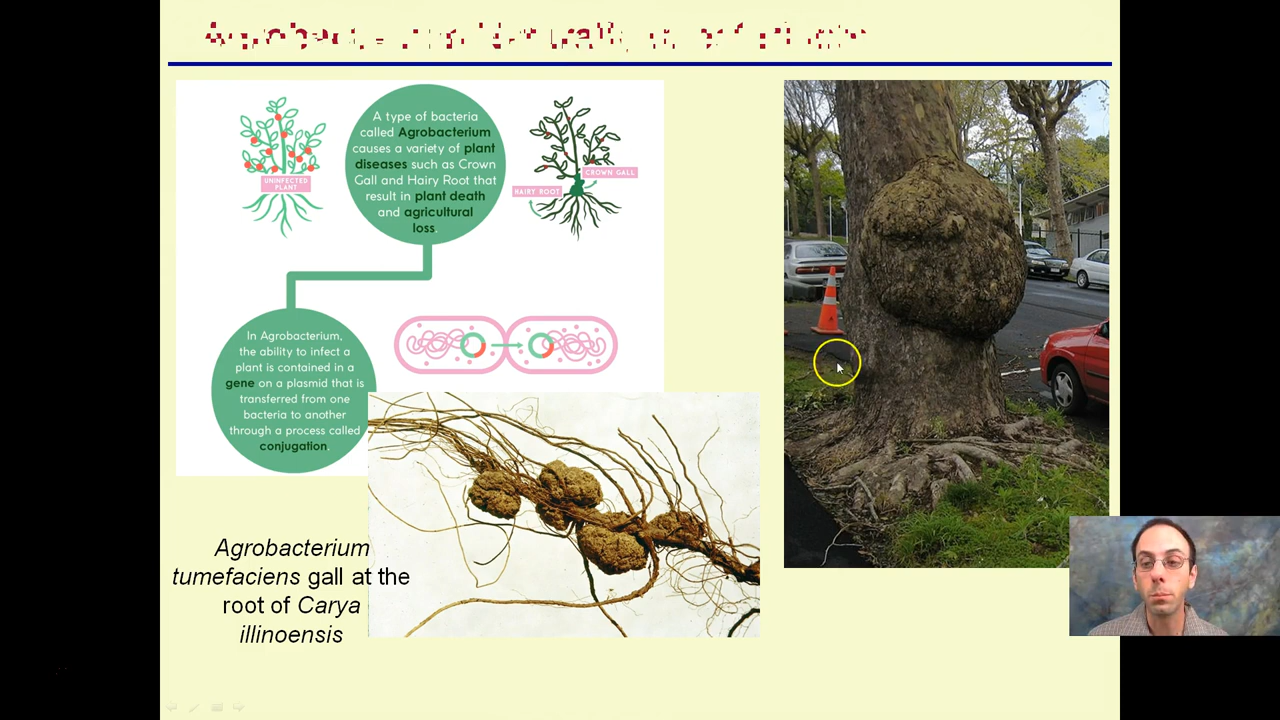 A type of bacteria
called Agrobacterium
causes a variety of plant
diseases such as Crown
Gall and Hairy Root that
result in plant death
and agricultural
loss.
UNINFECTED
PLANT
CROWN GALL
HAIRY ROOT
In Agrobacterium,
the ability to infect a
plant is contained in a
gene on a plasmid that is
transferred from one
bacteria to another
through a process called
conjugation.
Agrobacterium
tumefaciens gall at the
root of Carya
illinoensis